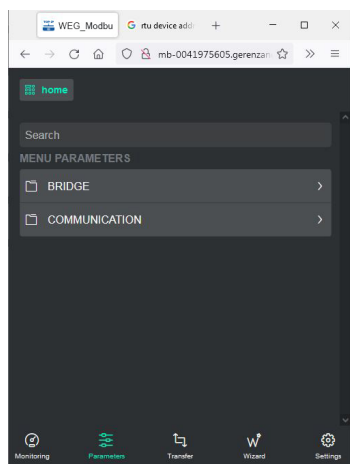 WEG_Modbu
rtu device addr
mb-0041975605.gerenzan
home
Search
MENU PARAMETERS
BRIDGE
COMMUNICATION
Monitoring Parameters Transfer Wizard Settings